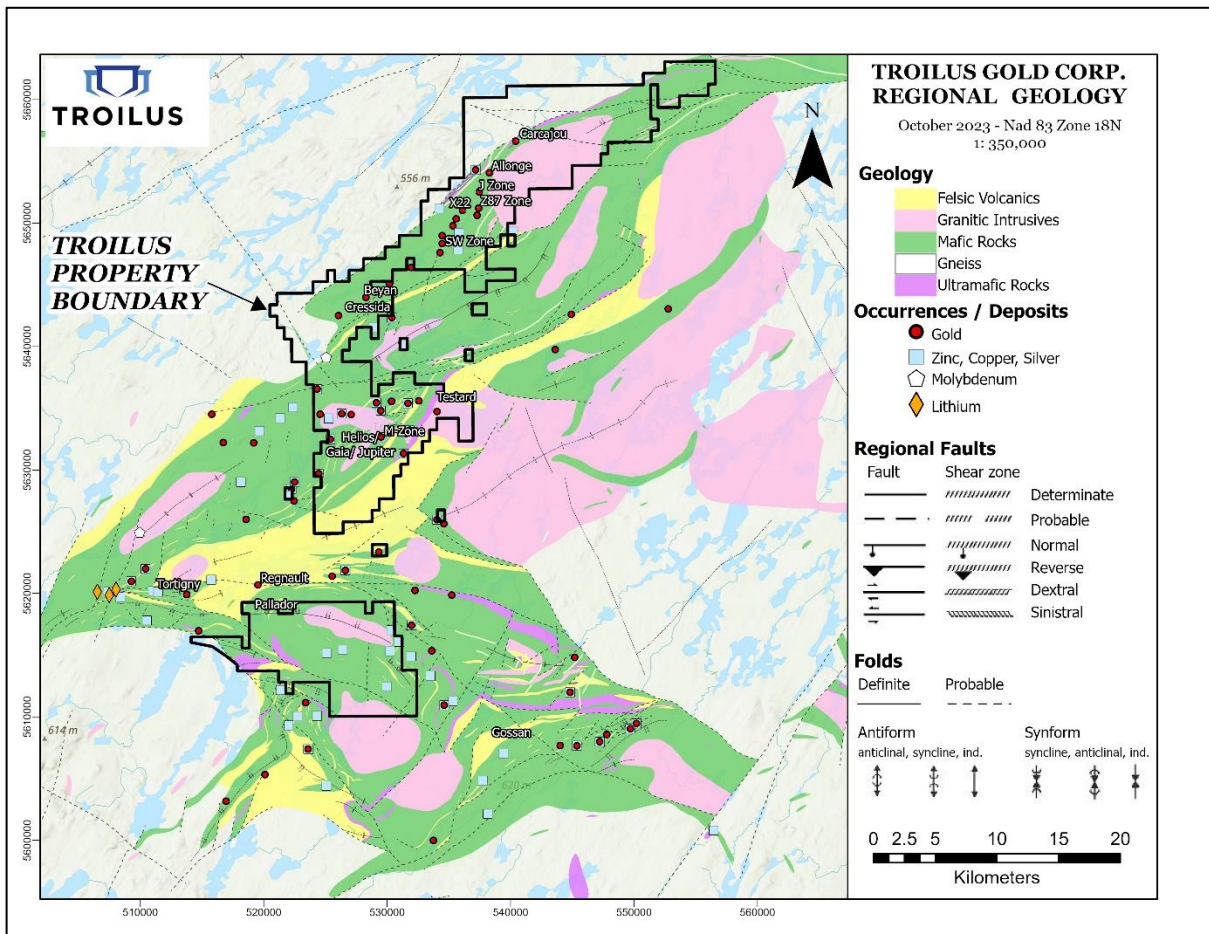 TROILUS
TROILUS
PROPERTY
BOUNDARY
5660000
5650000
5640000
5630000
5620000
5610000
5600000
510000
520000
530000
540000
550000
560000
556 m
614 m
620 m
N
Carcajou
Allonge
J Zone
X22
Z87 Zone
SW Zone
Beyan
Cressida
Testard
M-Zone
Helios/
Gaia/ Jupiter
Tortigny
Regnault
Pallador
Gossan
TROILUS GOLD CORP.
REGIONAL GEOLOGY
October 2023 - Nad 83 Zone 18N
1: 350,000
Geology
Felsic Volcanics
Granitic Intrusives
Mafic Rocks
Gneiss
Ultramafic Rocks
Occurrences / Deposits
Gold
Zinc, Copper, Silver
Molybdenum
Lithium
Regional Faults
Fault Shear zone
Determinate
Probable
Normal
Reverse
Dextral
Sinistral
Folds
Definite Probable
Antiform Synform
anticlinal, syncline, ind. syncline, anticlinal, ind.
0 2.5 5 10 15 20
Kilometers